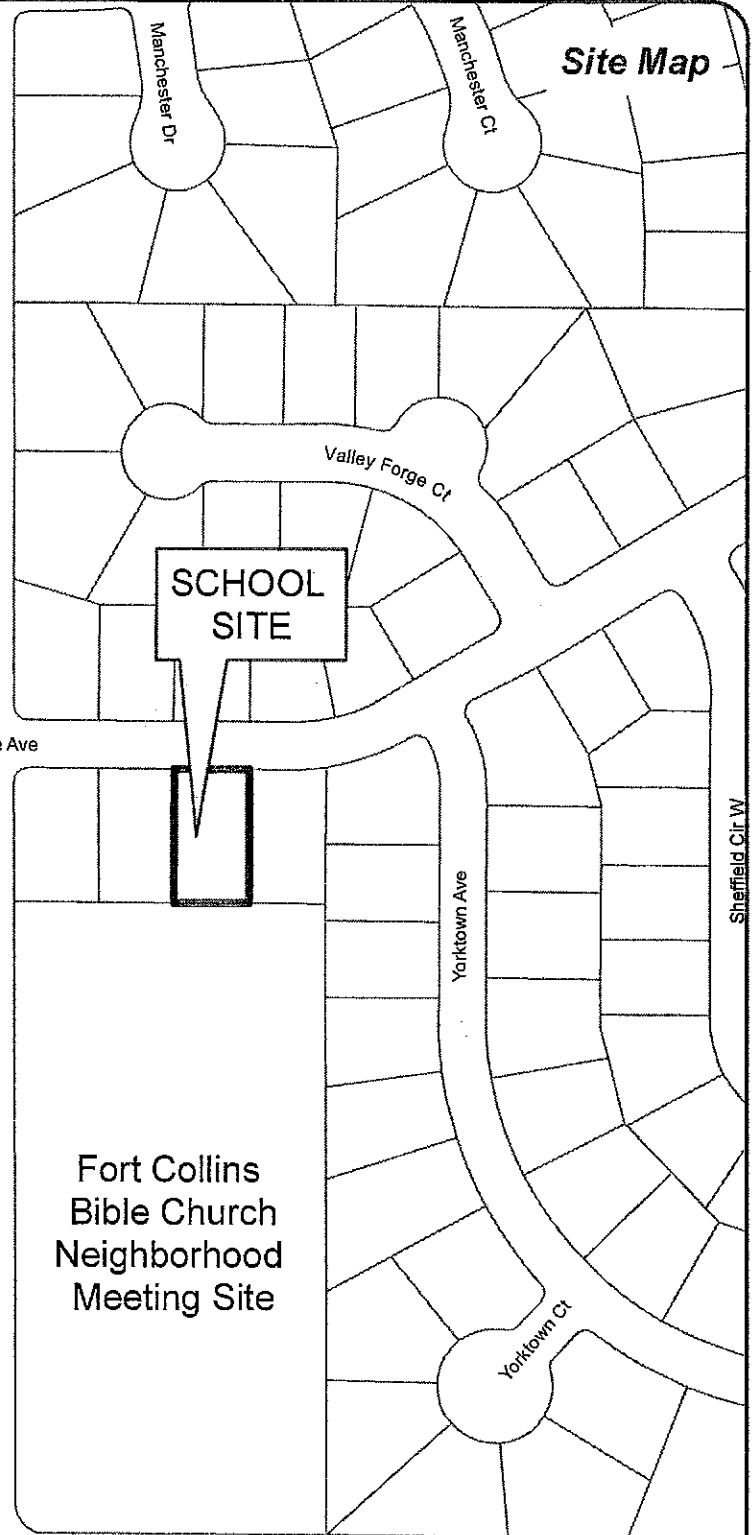 Manchester Dr
Manchester Ct
Site Map
Valley Forge Ct
SCHOOL
SITE
Ave
Yorktown Ave
Sheffield Cir W
Fort Collins
Bible Church
Neighborhood
Meeting Site
Yorktown Ct